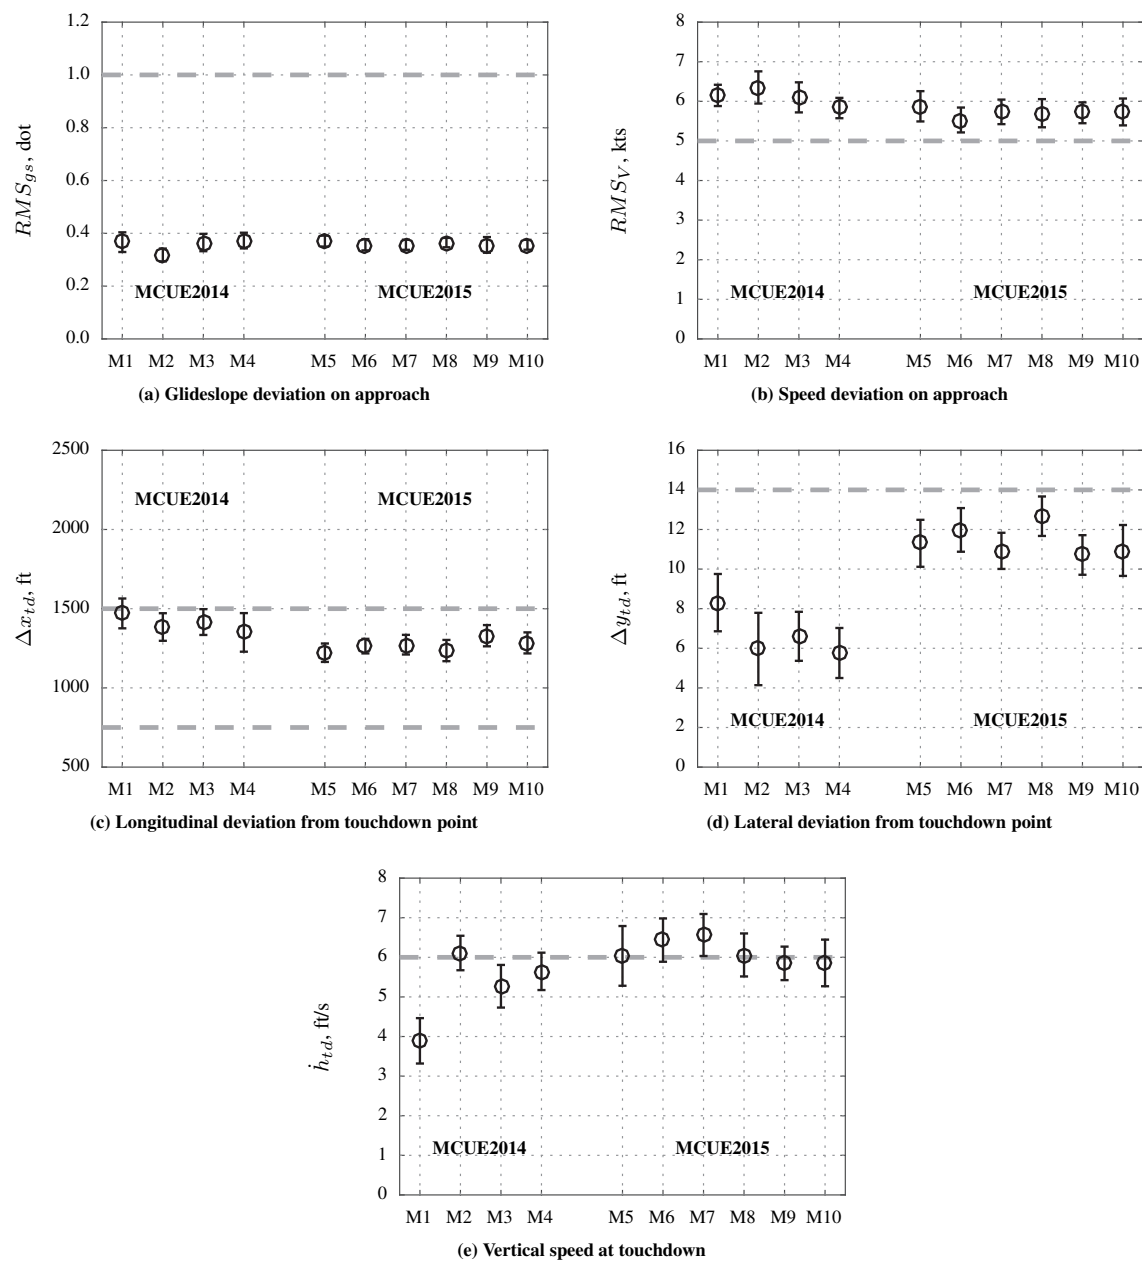 1.2
1.0
0.8
0.6
0.4
0.2
0.0
RMS_gs, dot
MCUE2014 MCUE2015
M1 M2 M3 M4 M5 M6 M7 M8 M9 M10
(a) Glideslope deviation on approach
8
7
6
5
4
3
2
1
0
RMS_V, kts
MCUE2014 MCUE2015
M1 M2 M3 M4 M5 M6 M7 M8 M9 M10
(b) Speed deviation on approach
2500
2000
1500
1000
500
Δx_td, ft
MCUE2014 MCUE2015
M1 M2 M3 M4 M5 M6 M7 M8 M9 M10
(c) Longitudinal deviation from touchdown point
16
14
12
10
8
6
4
2
0
Δy_td, ft
MCUE2014 MCUE2015
M1 M2 M3 M4 M5 M6 M7 M8 M9 M10
(d) Lateral deviation from touchdown point
8
7
6
5
4
3
2
1
0
ḣ_td, ft/s
MCUE2014 MCUE2015
M1 M2 M3 M4 M5 M6 M7 M8 M9 M10
(e) Vertical speed at touchdown